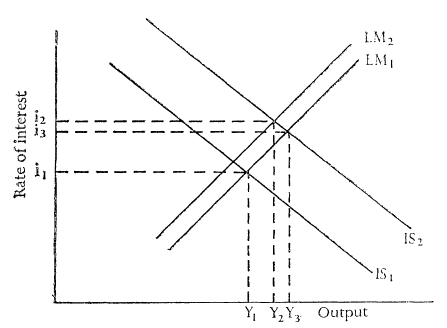 LM₂
LM₁
i₂
i₃
i₁
Rate of interest
IS₂
IS₁
Y₁ Y₂ Y₃ Output